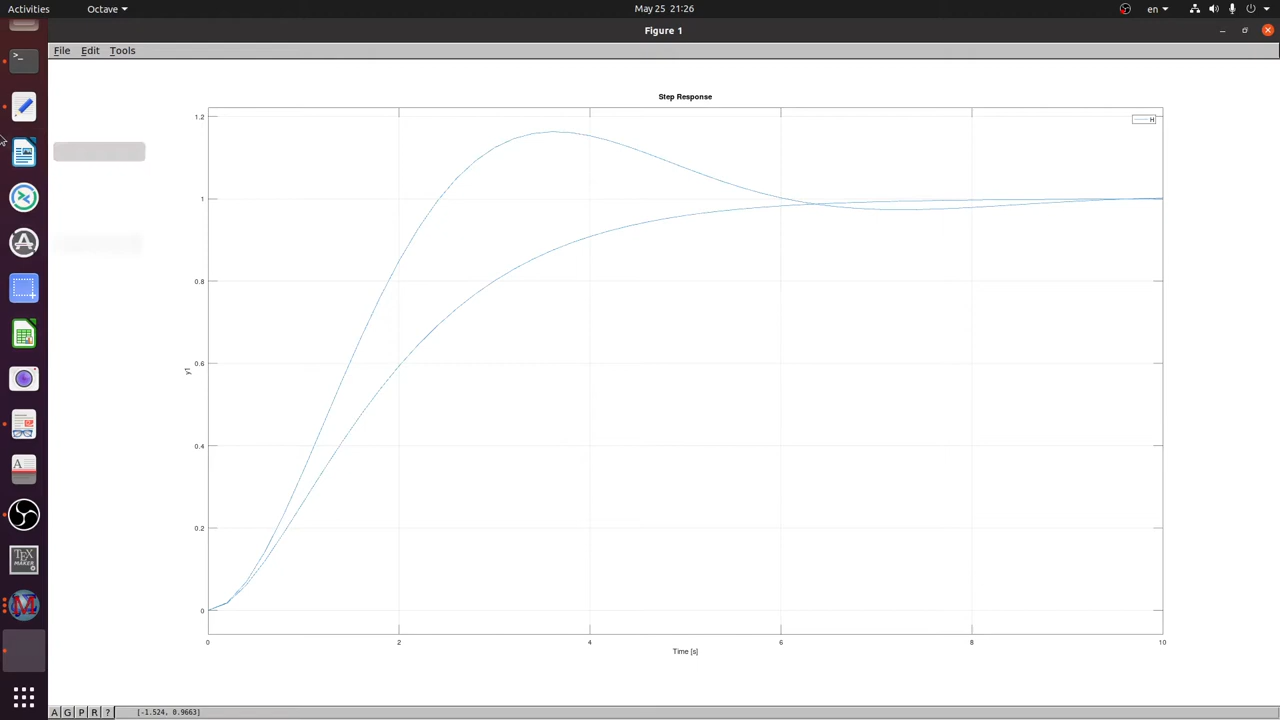 Activities Octave May 25 21:26 en
Figure 1
File Edit Tools
Step Response
H
1.2
1
0.8
0.6
0.4
0.2
0
y1
0 2 4 6 8 10
Time [s]
A G P R ? [-1.524, 0.9663]
>_
A
TEX
MAKER
M